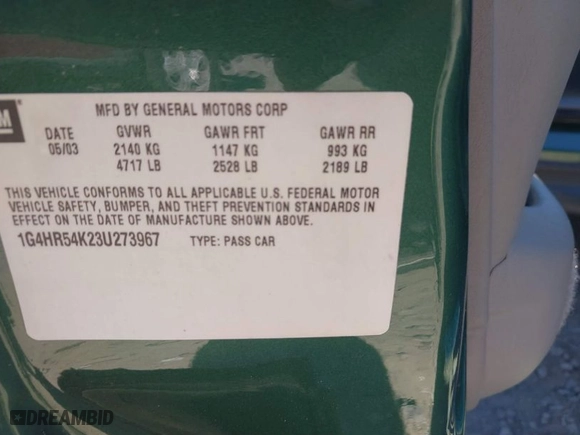 GM
MFD BY GENERAL MOTORS CORP
DATE GVWR GAWR FRT GAWR RR
05/03 2140 KG 1147 KG 993 KG
4717 LB 2528 LB 2189 LB
THIS VEHICLE CONFORMS TO ALL APPLICABLE U.S. FEDERAL MOTOR
VEHICLE SAFETY, BUMPER, AND THEFT PREVENTION STANDARDS IN
EFFECT ON THE DATE OF MANUFACTURE SHOWN ABOVE.
1G4HR54K23U273967 TYPE: PASS CAR
DREAMBID